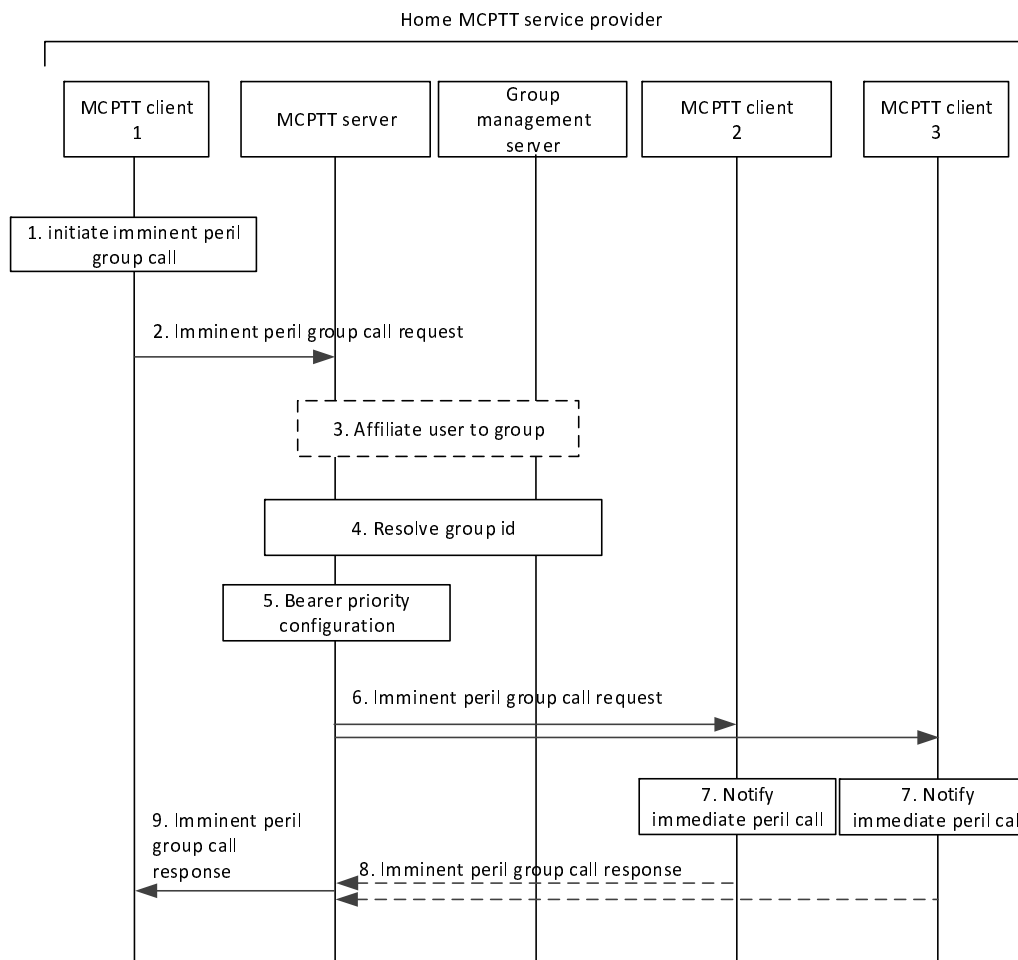 Home MCPTT service provider
MCPTT client
1
MCPTT server
Group
management
server
MCPTT client
2
MCPTT client
3
1. initiate imminent peril
group call
2. Imminent peril group call request
3. Affiliate user to group
4. Resolve group id
5. Bearer priority
configuration
6. Imminent peril group call request
7. Notify
immediate peril call
7. Notify
immediate peril cal
9. Imminent peril
group call
response
8. Imminent peril group call response